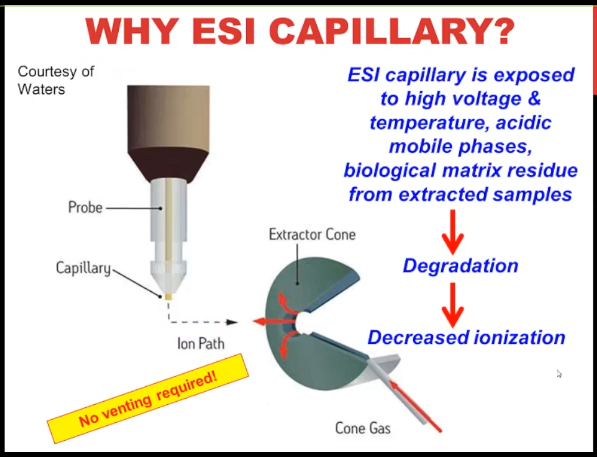 WHY ESI CAPILLARY?
Courtesy of
Waters
ESI capillary is exposed
to high voltage &
temperature, acidic
mobile phases,
biological matrix residue
from extracted samples
Probe
Extractor Cone
Capillary
Degradation
Ion Path
Decreased ionization
No venting required!
Cone Gas